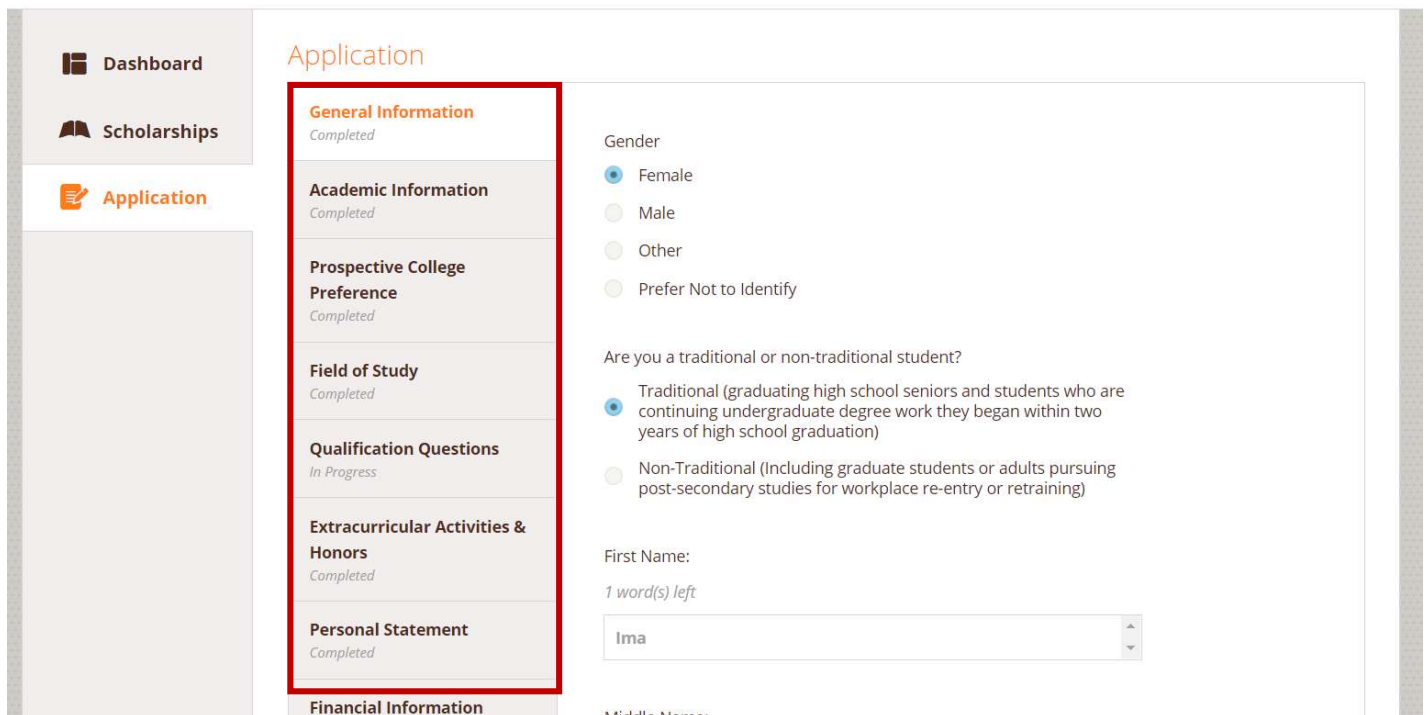 Dashboard
Scholarships
Application
Application
General Information
Completed
Academic Information
Completed
Prospective College
Preference
Completed
Field of Study
Completed
Qualification Questions
In Progress
Extracurricular Activities &
Honors
Completed
Personal Statement
Completed
Financial Information
Gender
Female
Male
Other
Prefer Not to Identify
Are you a traditional or non-traditional student?
Traditional (graduating high school seniors and students who are
continuing undergraduate degree work they began within two
years of high school graduation)
Non-Traditional (Including graduate students or adults pursuing
post-secondary studies for workplace re-entry or retraining)
First Name:
1 word(s) left
Ima
Middle Name: